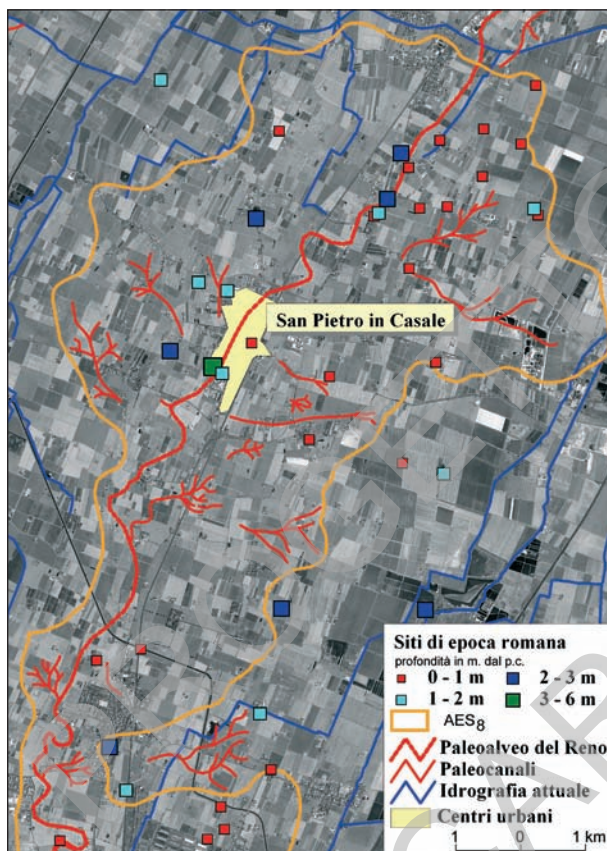 San Pietro in Casale
Siti di epoca romana
profondità in m. dal p.c.
0 - 1 m 2 - 3 m
1 - 2 m 3 - 6 m
AES8
Paleoalveo del Reno
Paleocanali
Idrografia attuale
Centri urbani
1 0 1 km